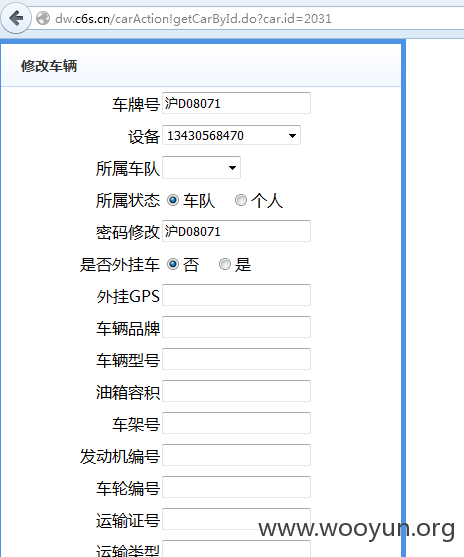 dw.c6s.cn/carAction!getCarById.do?car.id=2031
修改车辆
车牌号 沪D08071
设备 13430568470
所属车队
所属状态 车队 个人
密码修改 沪D08071
是否外挂车 否 是
外挂GPS
车辆品牌
车辆型号
油箱容积
车架号
发动机编号
车轮编号
运输证号
www.wooyun.org
运输类型